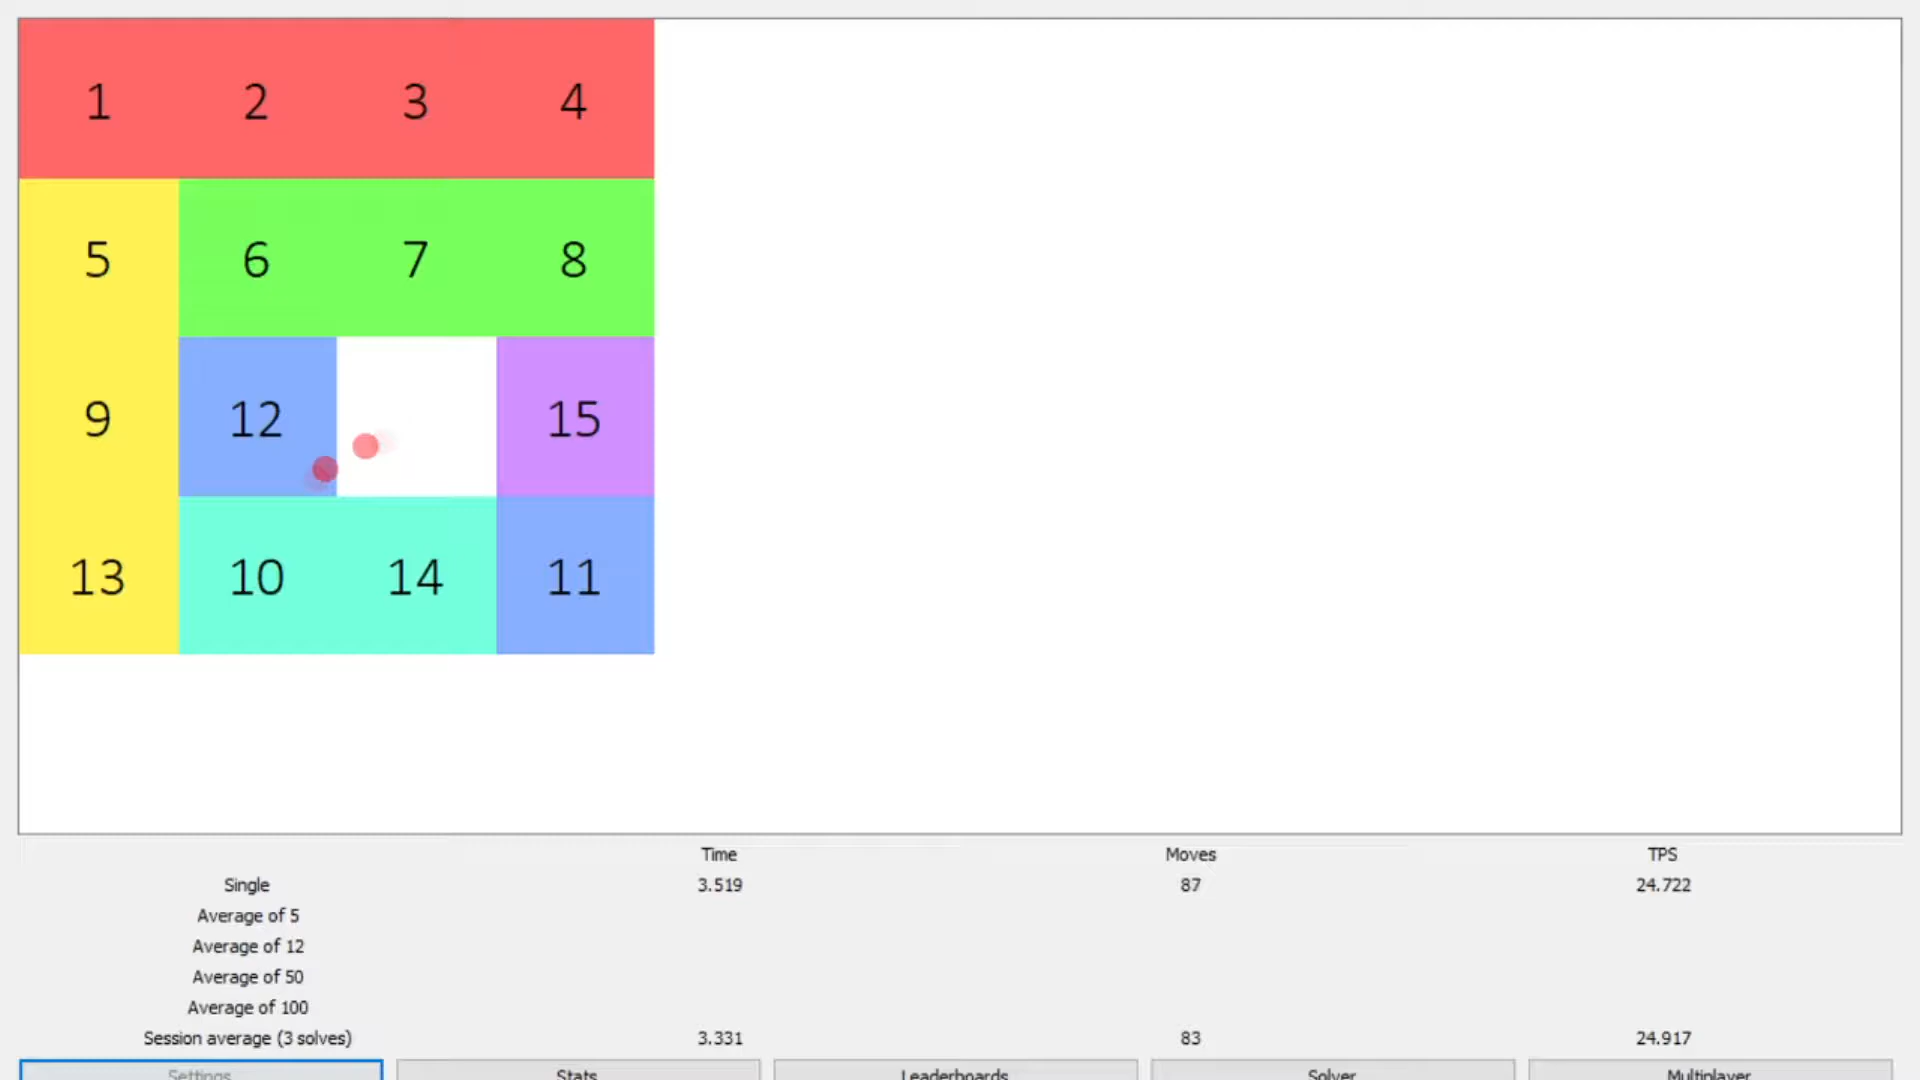 1 2 3 4
5 6 7 8
9 12 15
13 10 14 11
Time Moves TPS
Single 3.519 87 24.722
Average of 5
Average of 12
Average of 50
Average of 100
Session average (3 solves) 3.331 83 24.917
Settings Stats Leaderboards Solver Multiplayer